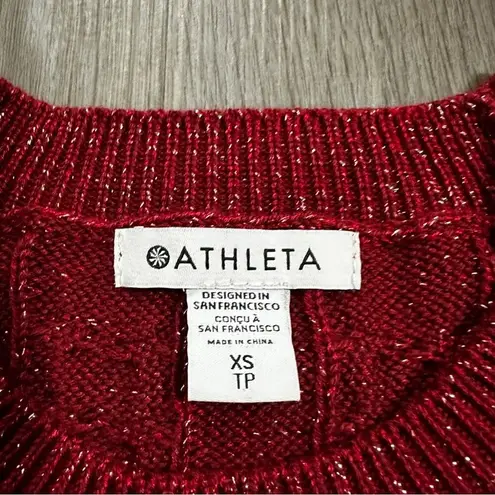 ATHLETA
DESIGNED IN
SAN FRANCISCO
CONÇU À
SAN FRANCISCO
MADE IN CHINA
XS
TP